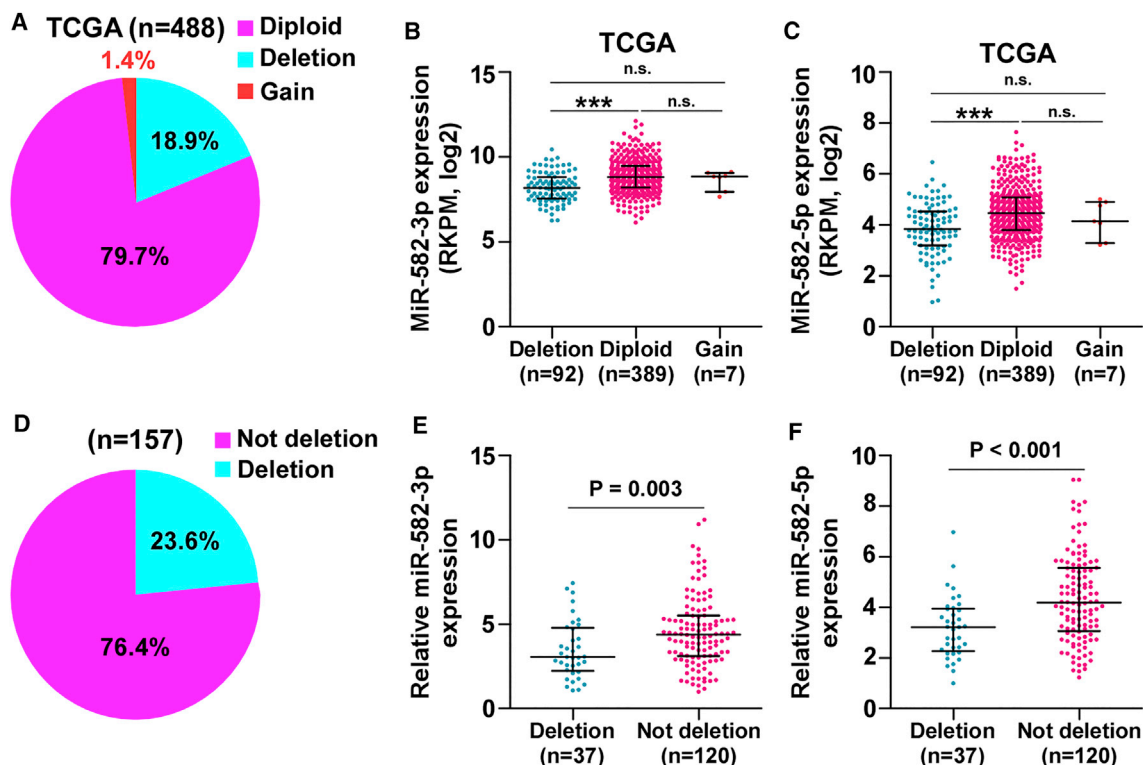 A
TCGA (n=488)
Diploid
Deletion
Gain
1.4%
18.9%
79.7%
B
TCGA
MiR-582-3p expression
(RKPM, log2)
15
10
5
0
n.s.
***
n.s.
Deletion
(n=92)
Diploid
(n=389)
Gain
(n=7)
C
TCGA
MiR-582-5p expression
(RKPM, log2)
10
8
6
4
2
0
n.s.
***
n.s.
Deletion
(n=92)
Diploid
(n=389)
Gain
(n=7)
D
(n=157)
Not deletion
Deletion
23.6%
76.4%
E
Relative miR-582-3p
expression
15
10
5
0
P = 0.003
Deletion
(n=37)
Not deletion
(n=120)
F
Relative miR-582-5p
expression
10
8
6
4
2
0
P < 0.001
Deletion
(n=37)
Not deletion
(n=120)